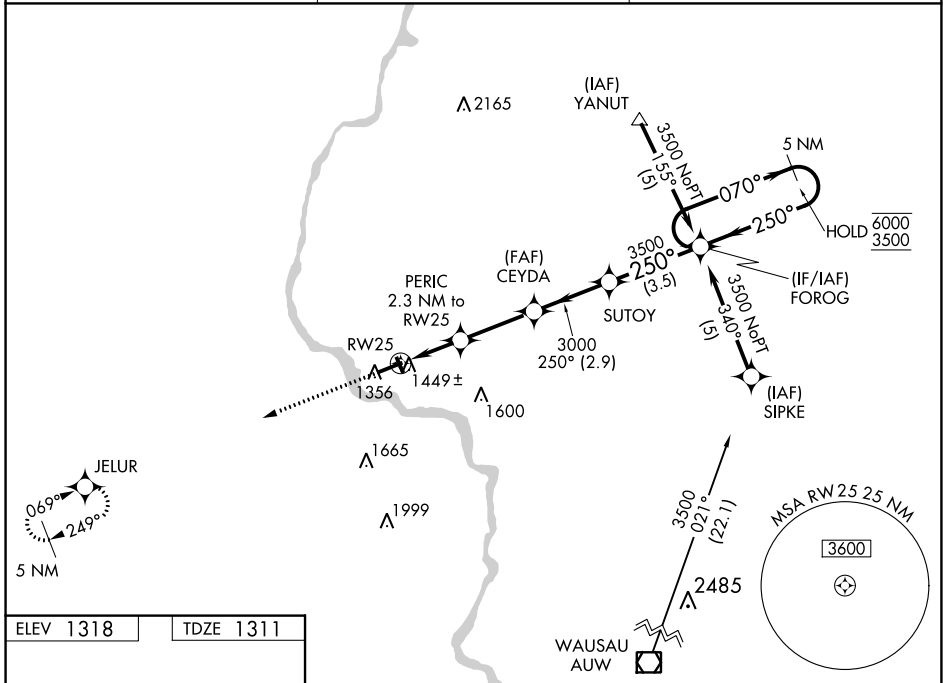 (IAF)
YANUT
2165
3500 NoPT
155°
(5)
5 NM
070°
250°
HOLD 6000
3500
(FAF)
CEYDA
3500
250°
(3.5)
(IF/IAF)
FOROG
PERIC
2.3 NM to
RW25
SUTOY
3000
250° (2.9)
3500 NoPT
340°
(5)
RW25
1449±
1356
1600
(IAF)
SIPKE
1665
JELUR
069°
249°
5 NM
1999
3500
021°
(22.1)
MSA RW25 25 NM
3600
2485
ELEV 1318
TDZE 1311
WAUSAU
AUW